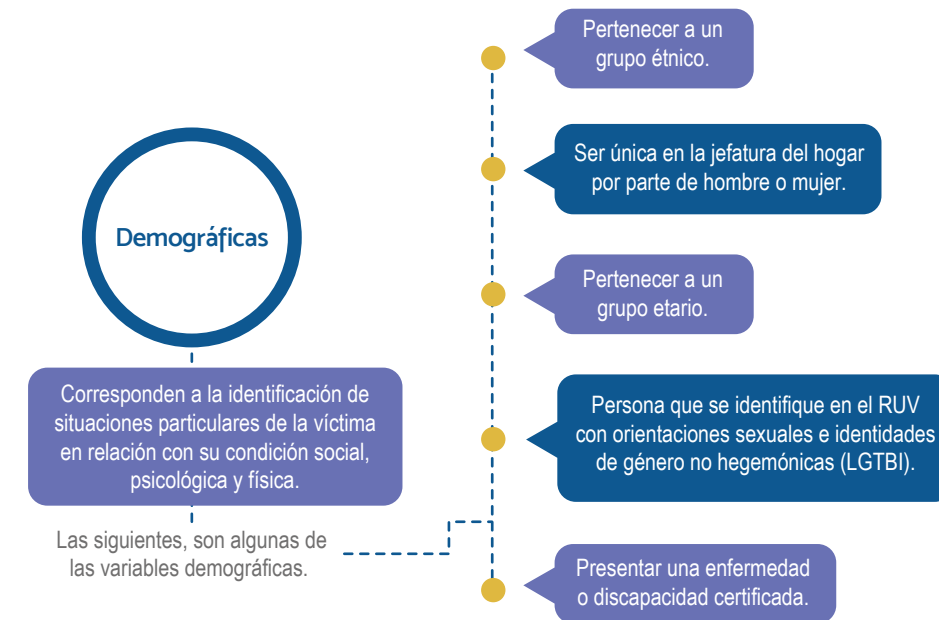 Demográficas
Corresponden a la identificación de
situaciones particulares de la víctima
en relación con su condición social,
psicológica y física.
Las siguientes, son algunas de
las variables demográficas.
Pertenecer a un
grupo étnico.
Ser única en la jefatura del hogar
por parte de hombre o mujer.
Pertenecer a un
grupo etario.
Persona que se identifique en el RUV
con orientaciones sexuales e identidades
de género no hegemónicas (LGTBI).
Presentar una enfermedad
o discapacidad certificada.